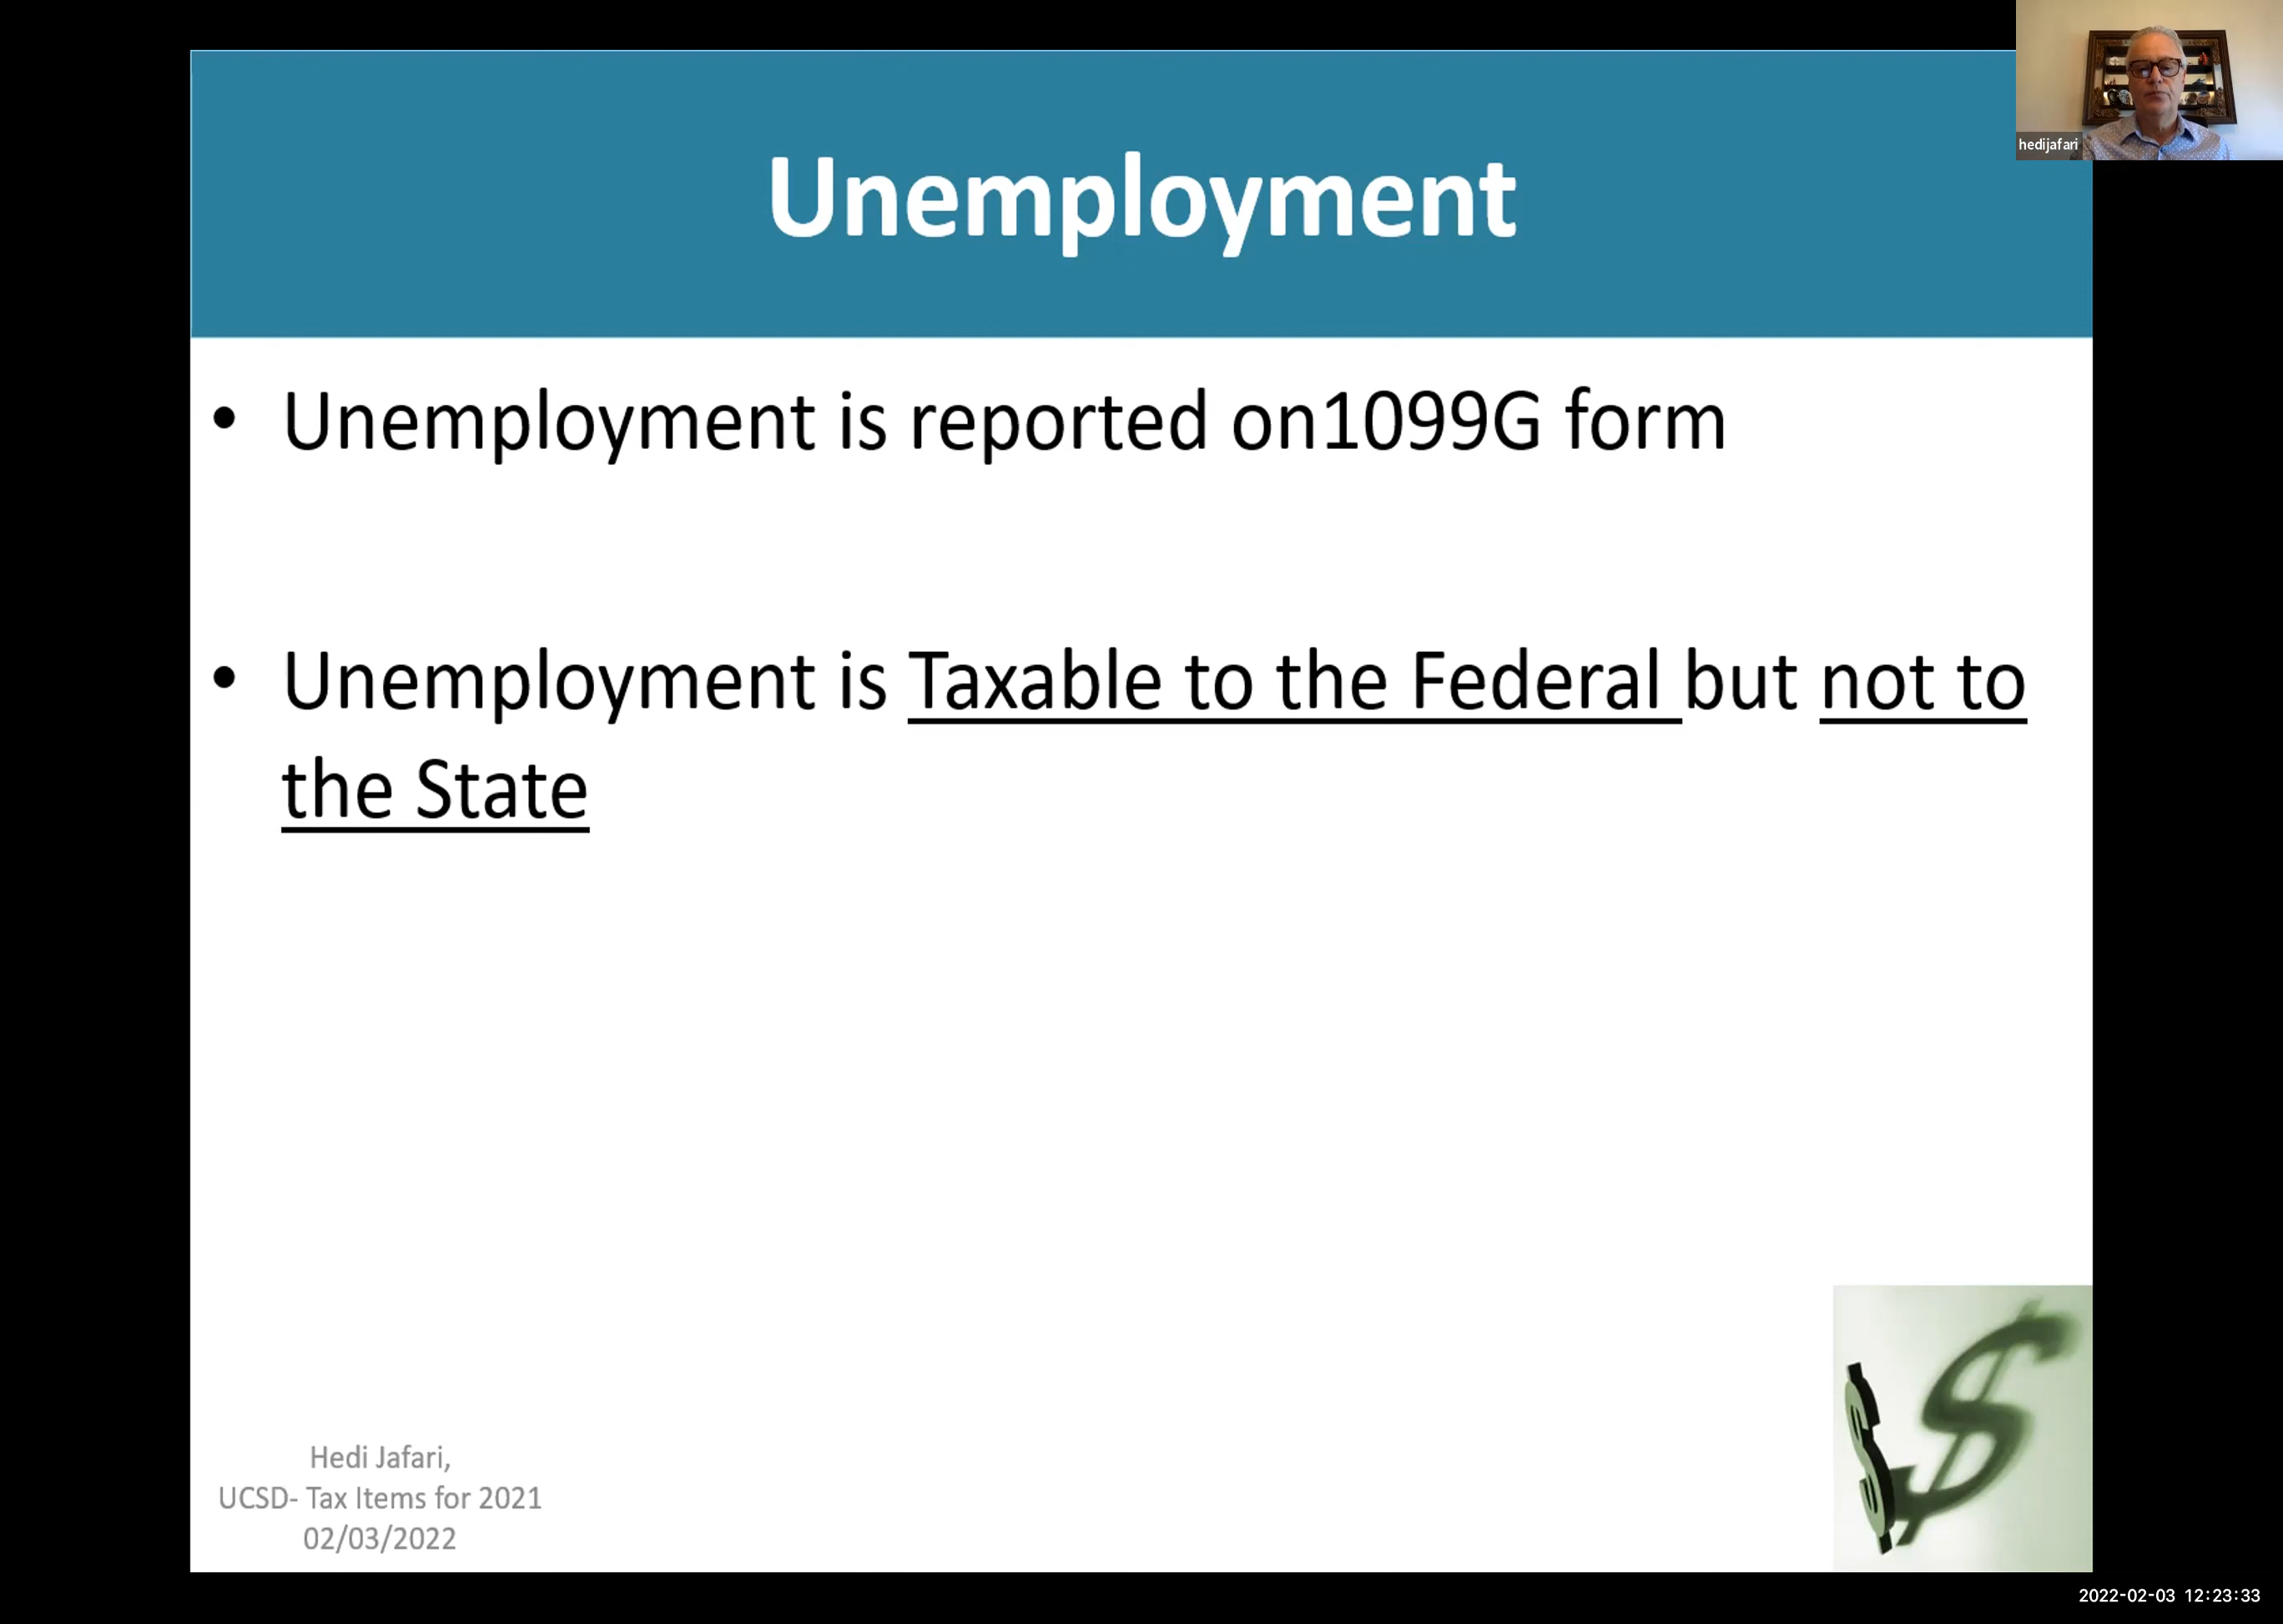 hedijafari
Unemployment
• Unemployment is reported on1099G form
• Unemployment is Taxable to the Federal but not to
the State
Hedi Jafari,
UCSD- Tax Items for 2021
02/03/2022
$
$
2022-02-03 12:23:33